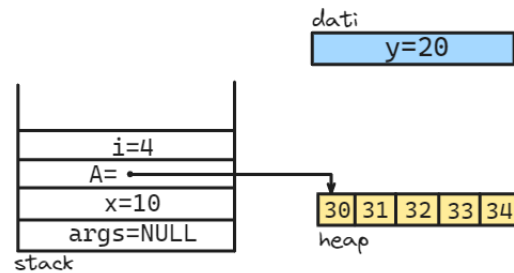 dati
y=20
i=4
A=
x=10
30 31 32 33 34
args=NULL
heap
stack